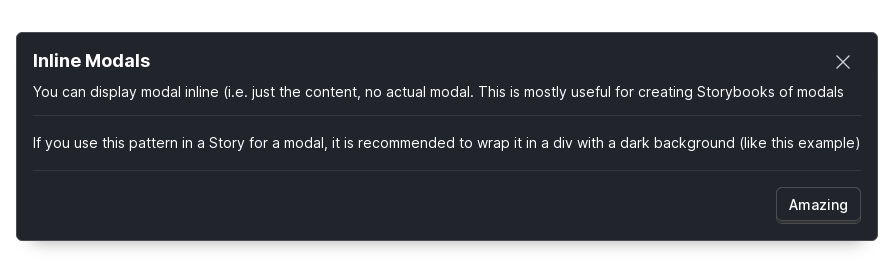 Inline Modals
You can display modal inline (i.e. just the content, no actual modal. This is mostly useful for creating Storybooks of modals
If you use this pattern in a Story for a modal, it is recommended to wrap it in a div with a dark background (like this example)
Amazing